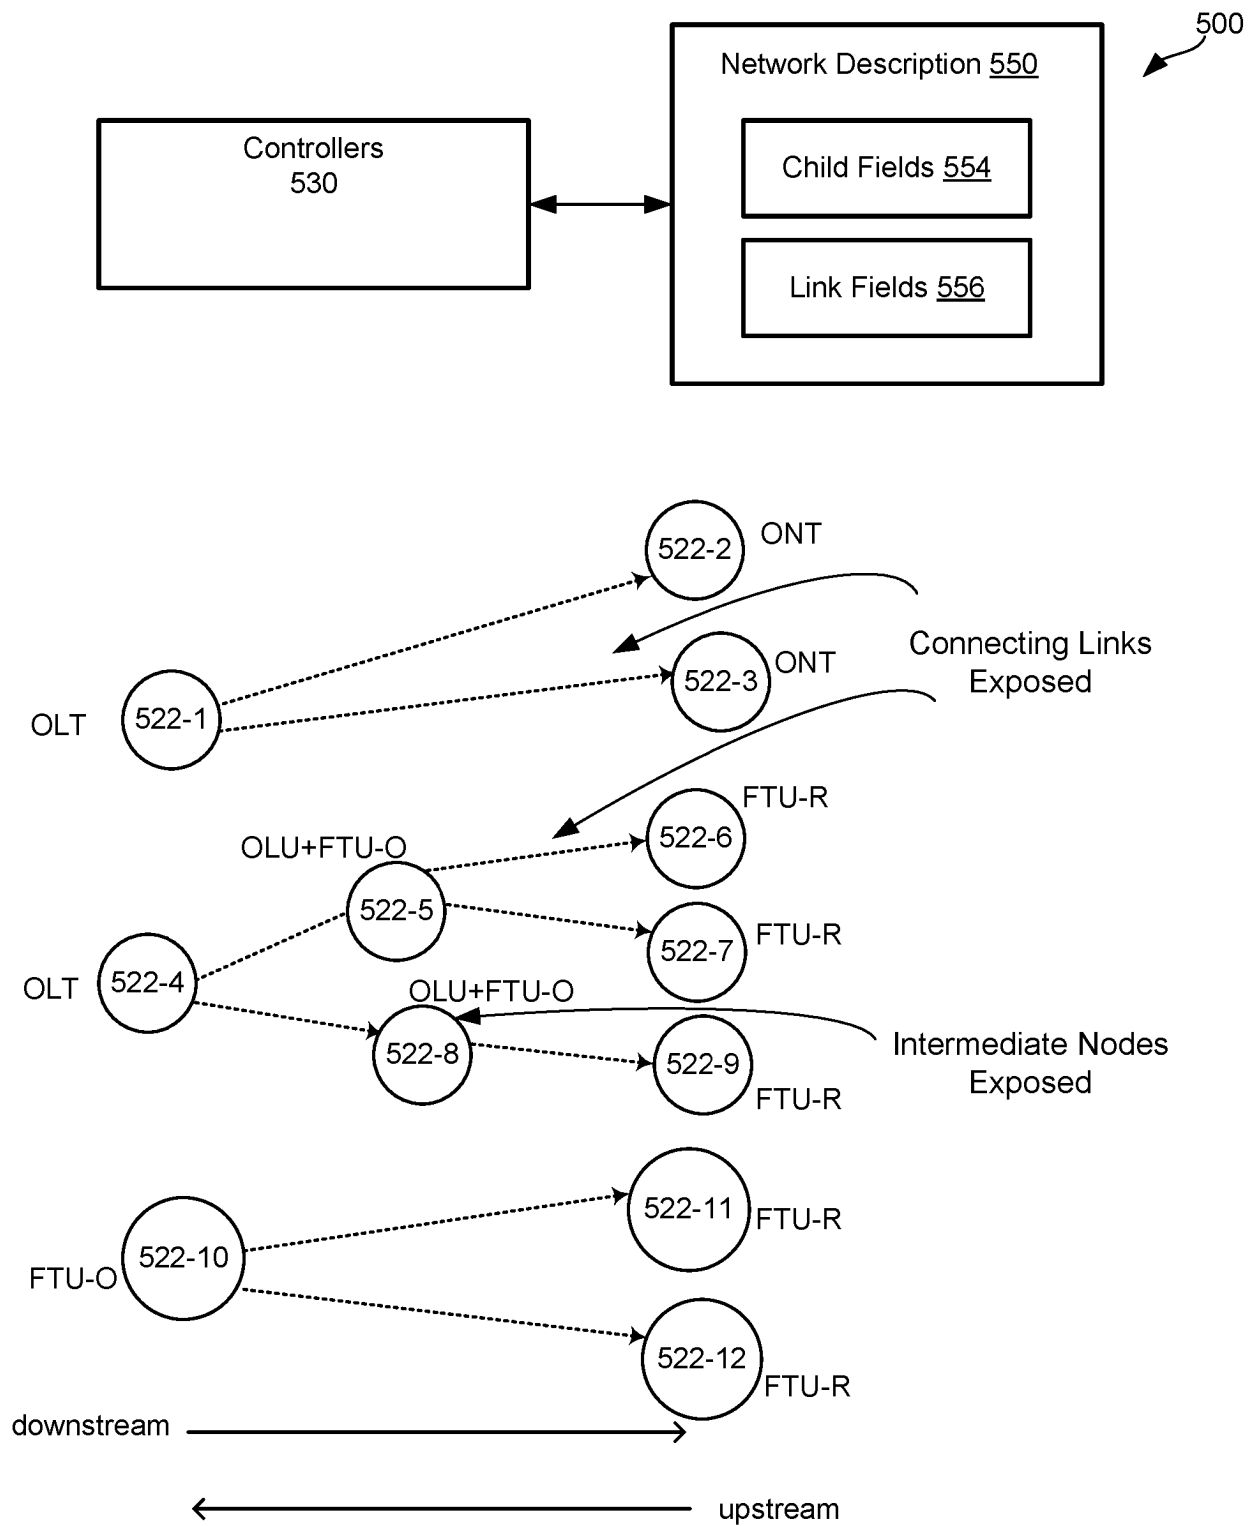 500
Network Description 550
Controllers
530
Child Fields 554
Link Fields 556
522-2
ONT
Connecting Links
Exposed
522-3
ONT
OLT
522-1
FTU-R
522-6
OLU+FTU-O
522-5
522-7
FTU-R
OLT
522-4
OLU+FTU-O
522-8
522-9
FTU-R
Intermediate Nodes
Exposed
522-11
FTU-R
FTU-O
522-10
522-12
FTU-R
downstream
upstream